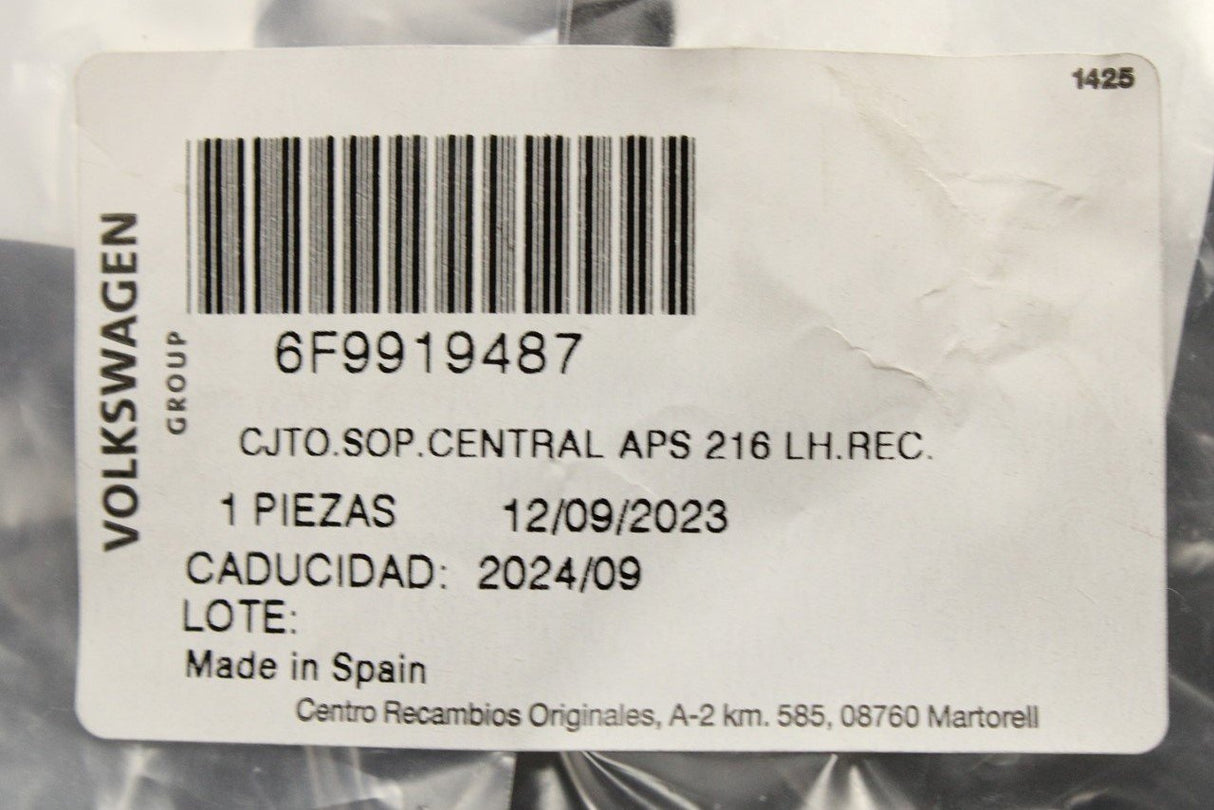 1425
VOLKSWAGEN
GROUP
6F9919487
CJTO.SOP.CENTRAL APS 216 LH.REC.
1 PIEZAS 12/09/2023
CADUCIDAD: 2024/09
LOTE:
Made in Spain
Centro Recambios Originales, A-2 km. 585, 08760 Martorell